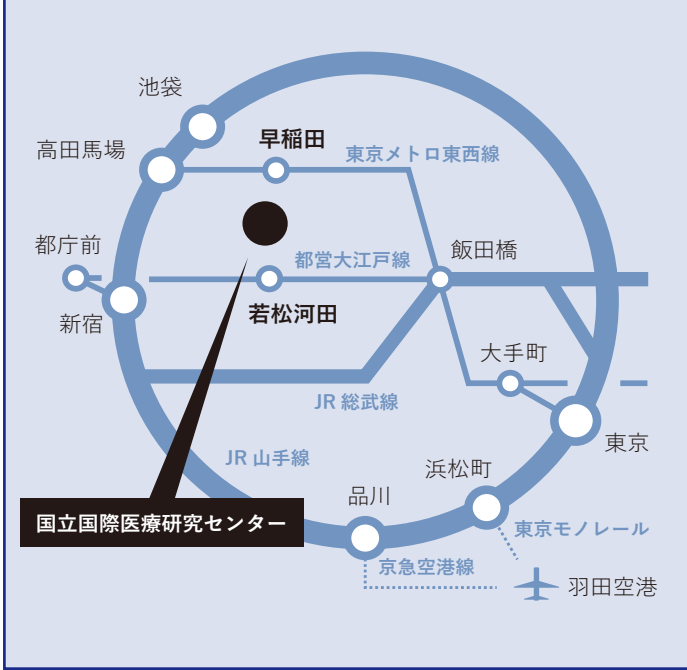 池袋
早稲田
高田馬場
東京メトロ東西線
都庁前
飯田橋
都営大江戸線
新宿
若松河田
大手町
JR 総武線
東京
JR 山手線
浜松町
品川
国立国際医療研究センター
東京モノレール
京急空港線
羽田空港